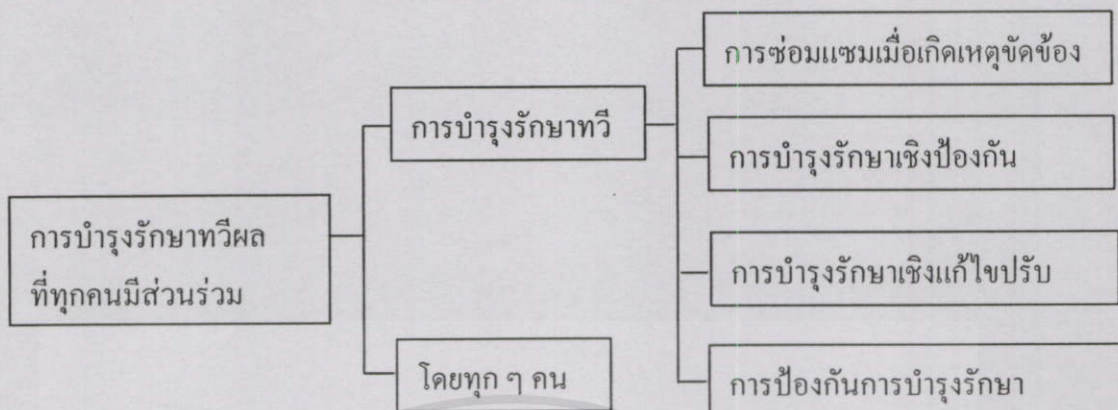 การบำรุงรักษาทวีผล
ที่ทุกคนมีส่วนร่วม
การบำรุงรักษาทวี
โดยทุก ๆ คน
การซ่อมแซมเมื่อเกิดเหตุขัดข้อง
การบำรุงรักษาเชิงป้องกัน
การบำรุงรักษาเชิงแก้ไขปรับ
การป้องกันการบำรุงรักษา